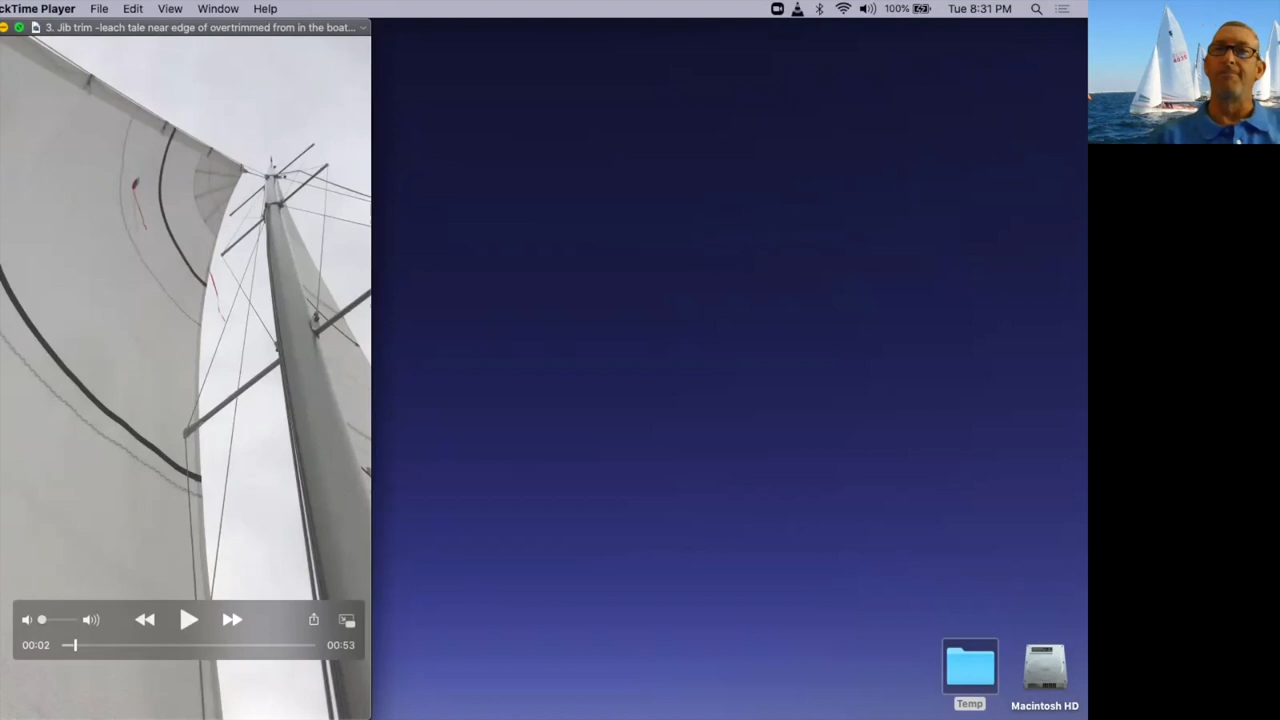 ckTime Player File Edit View Window Help 100% Tue 8:31 PM
3. Jib trim -leach tale near edge of overtrimmed from in the boat...
00:02 00:53
Temp
Macintosh HD